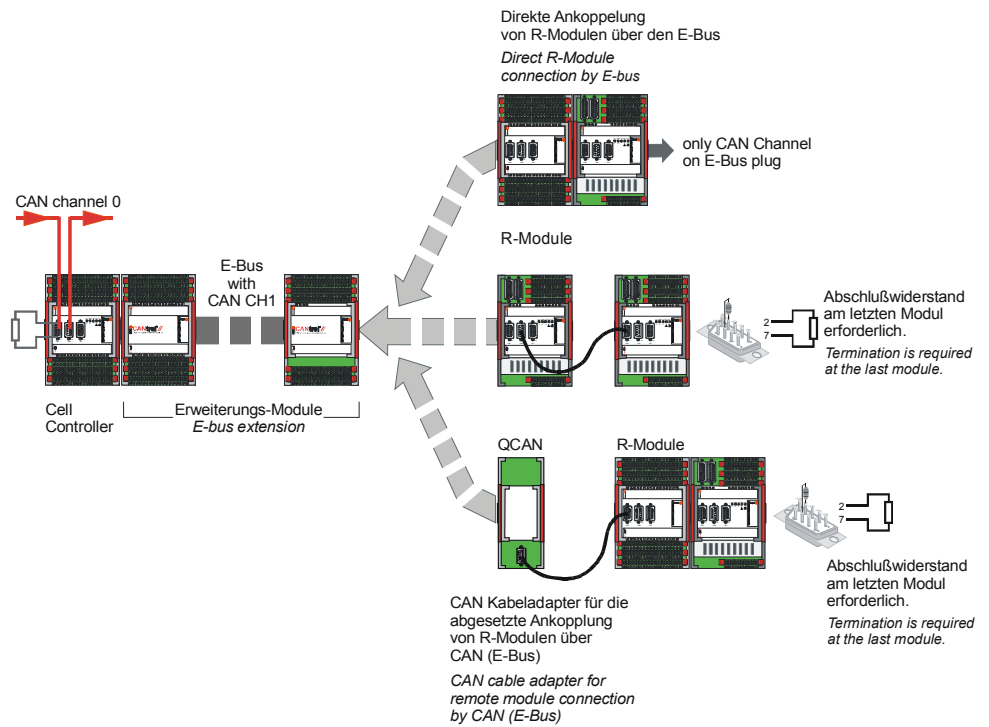 Direkte Ankoppelung
von R-Modulen über den E-Bus
Direct R-Module
connection by E-bus
only CAN Channel
on E-Bus plug
CAN channel 0
R-Module
E-Bus
with
CAN CH1
2
7
Abschlußwiderstand
am letzten Modul
erforderlich.
Termination is required
at the last module.
Cell
Controller
Erweiterungs-Module
E-bus extension
QCAN
R-Module
2
7
Abschlußwiderstand
am letzten Modul
erforderlich.
Termination is required
at the last module.
CAN Kabeladapter für die
abgesetzte Ankopplung
von R-Modulen über
CAN (E-Bus)
CAN cable adapter for
remote module connection
by CAN (E-Bus)